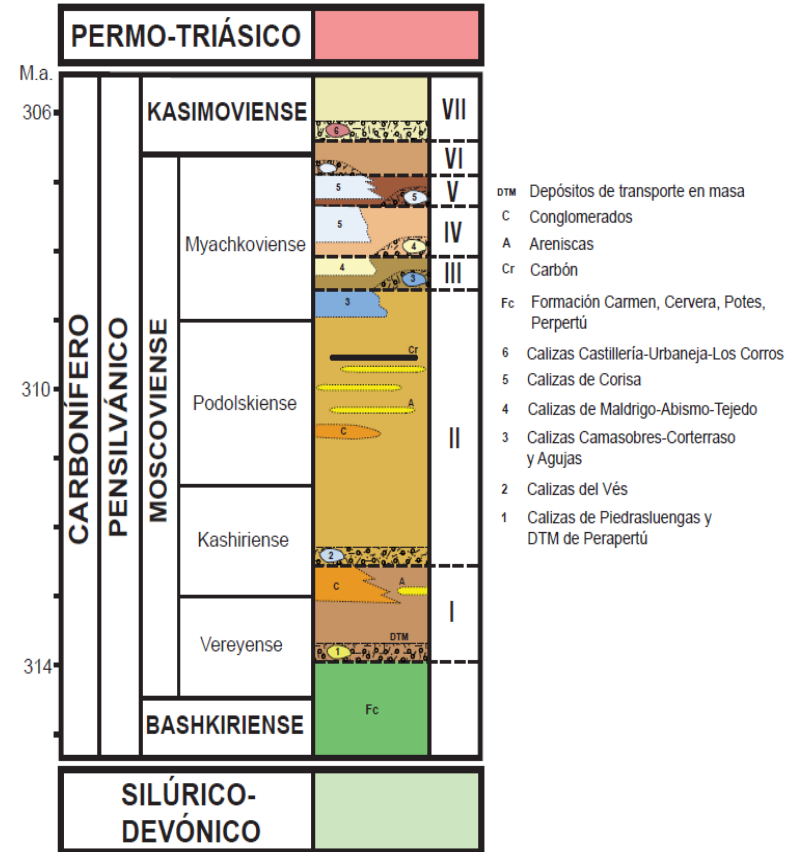 PERMO-TRIÁSICO
M.a.
306
310
314
CARBONÍFERO
PENSILVÁNICO
MOSCOVIENSE
KASIMOVIENSE
Myachkoviense
Podolskiense
Kashiriense
Vereyense
BASHKIRIENSE
6
5
5
5
4
4
3
3
Cr
A
C
2
C
A
DTM
1
Fc
VII
VI
V
IV
III
II
I
SILÚRICO-
DEVÓNICO
DTM Depósitos de transporte en masa
C Conglomerados
A Areniscas
Cr Carbón
Fc Formación Carmen, Cervera, Potes,
Perpertú
6 Calizas Castillería-Urbaneja-Los Corros
5 Calizas de Corisa
4 Calizas de Maldrigo-Abismo-Tejedo
3 Calizas Camasobres-Corterraso
y Agujas
2 Calizas del Vés
1 Calizas de Piedrasluengas y
DTM de Perapertú